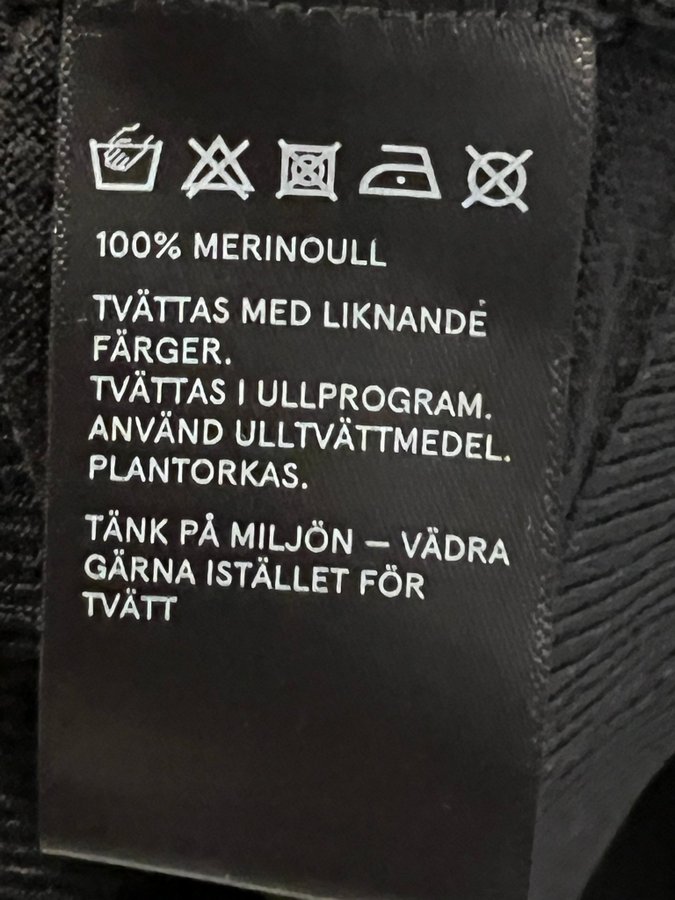 100% MERINOULL
TVÄTTAS MED LIKNANDE
FÄRGER.
TVÄTTAS I ULLPROGRAM.
ANVÄND ULLTVÄTTMEDEL.
PLANTORKAS.
TÄNK PÅ MILJÖN – VÄDRA
GÄRNA ISTÄLLET FÖR
TVÄTT